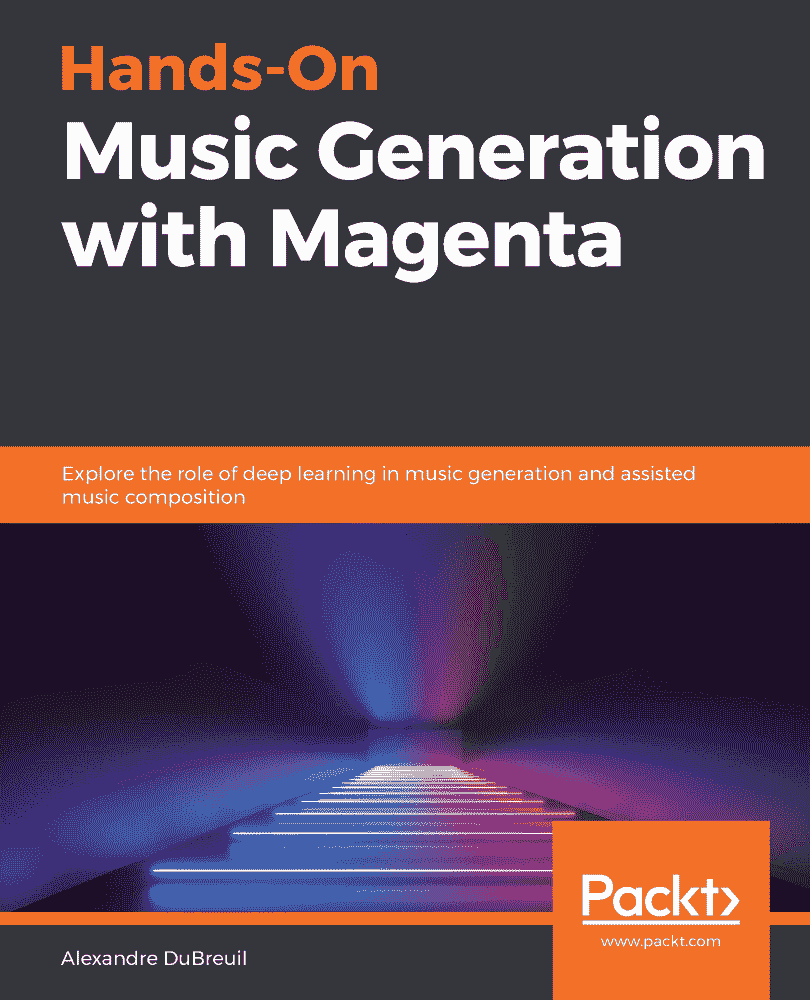 Hands-On
Music Generation
with Magenta
Explore the role of deep learning in music generation and assisted
music composition
Packt>
www.packt.com
Alexandre DuBreuil